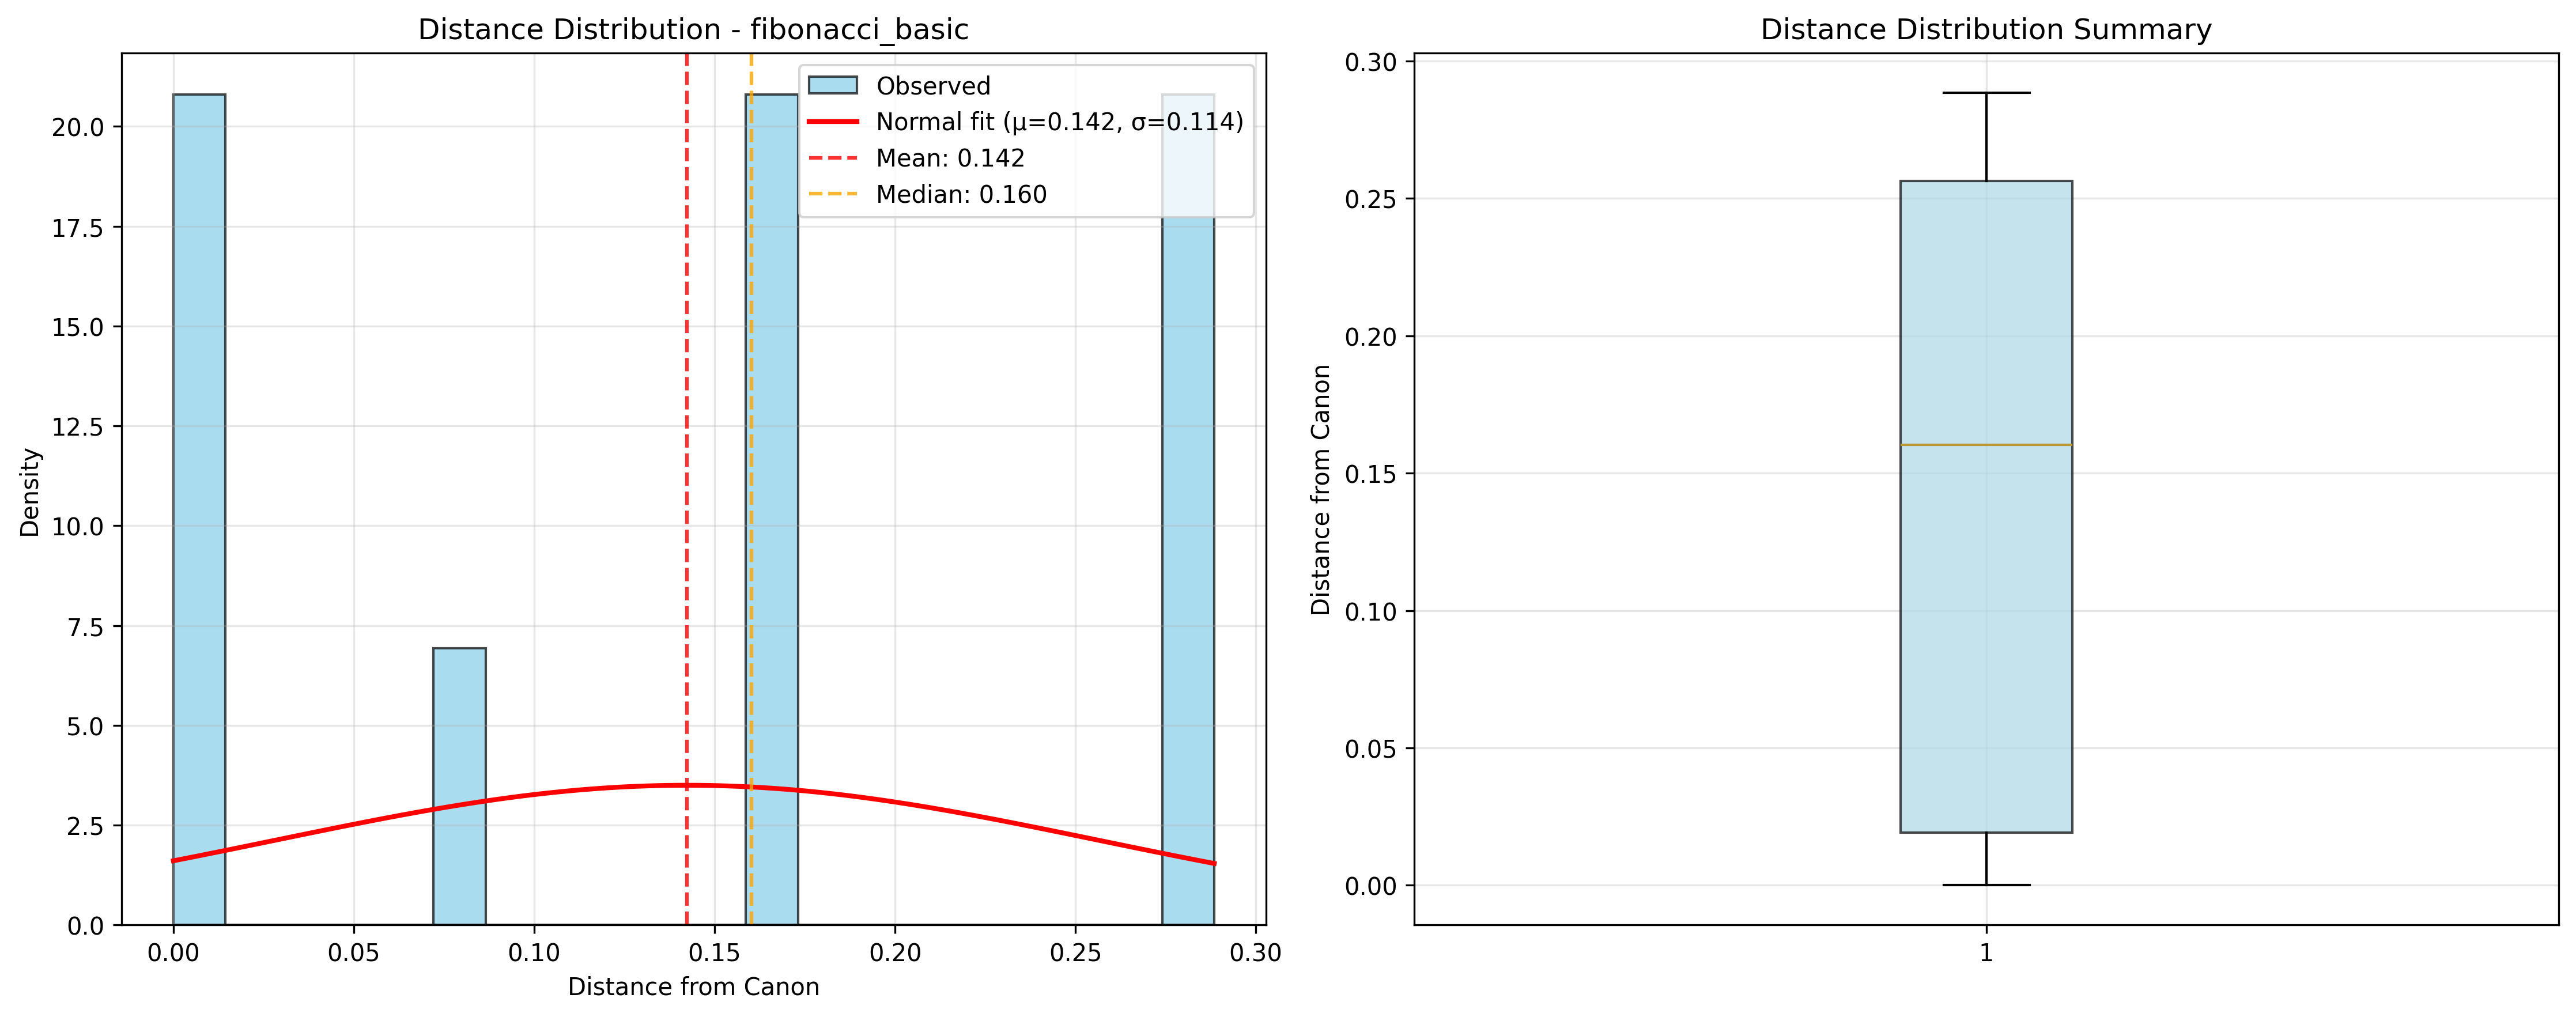 Distance Distribution - fibonacci_basic
Observed
Normal fit (μ=0.142, σ=0.114)
Mean: 0.142
Median: 0.160
20.0
17.5
15.0
12.5
10.0
7.5
5.0
2.5
0.0
Density
0.00 0.05 0.10 0.15 0.20 0.25 0.30
Distance from Canon
Distance Distribution Summary
0.30
0.25
0.20
0.15
0.10
0.05
0.00
Distance from Canon
1